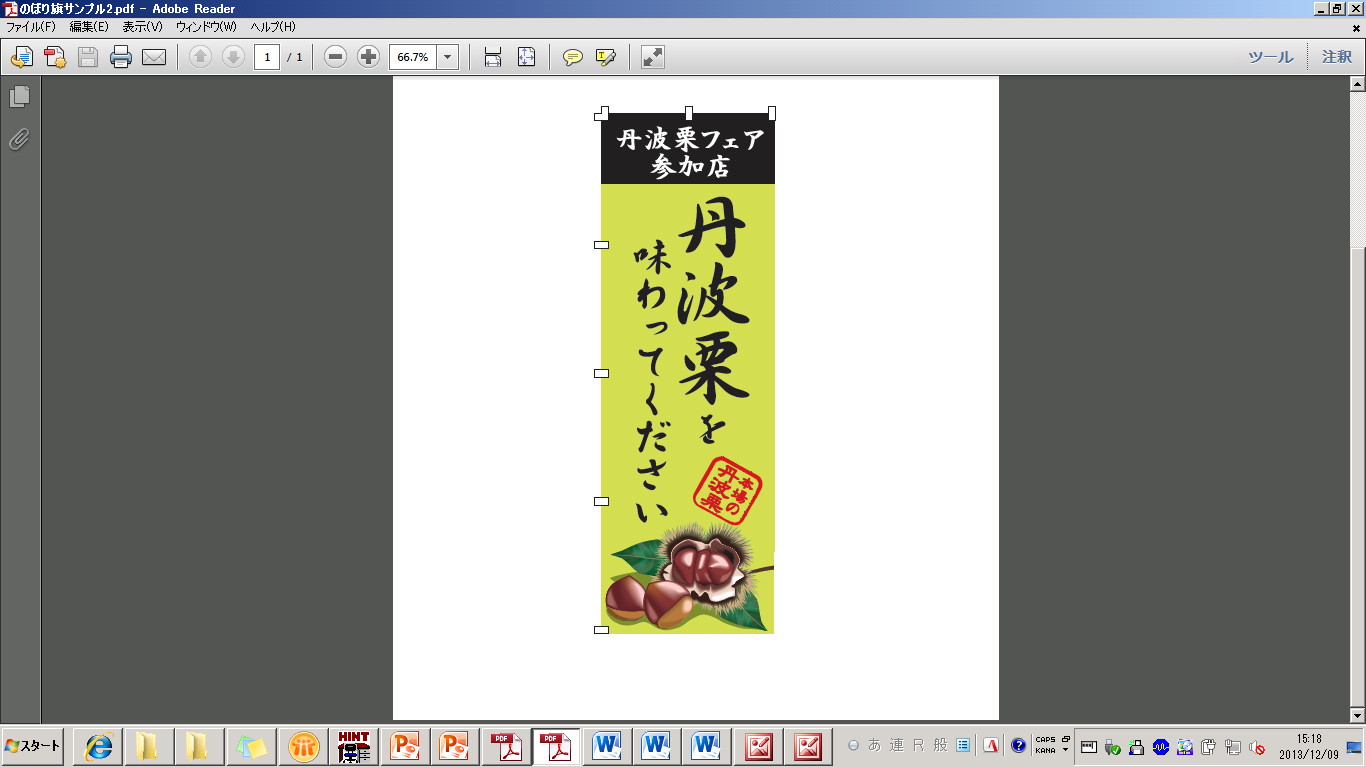 のぼり旗サンプル2.pdf - Adobe Reader
ファイル(F) 編集(E) 表示(V) ウィンドウ(W) ヘルプ(H)
1 / 1
66.7%
ツール 注釈
丹波栗フェア
参加店
丹波栗を
味わってください
本場の
丹波栗
スタート
HINT
あ 連 R 般
CAPS
KANA
15:18
2013/12/09